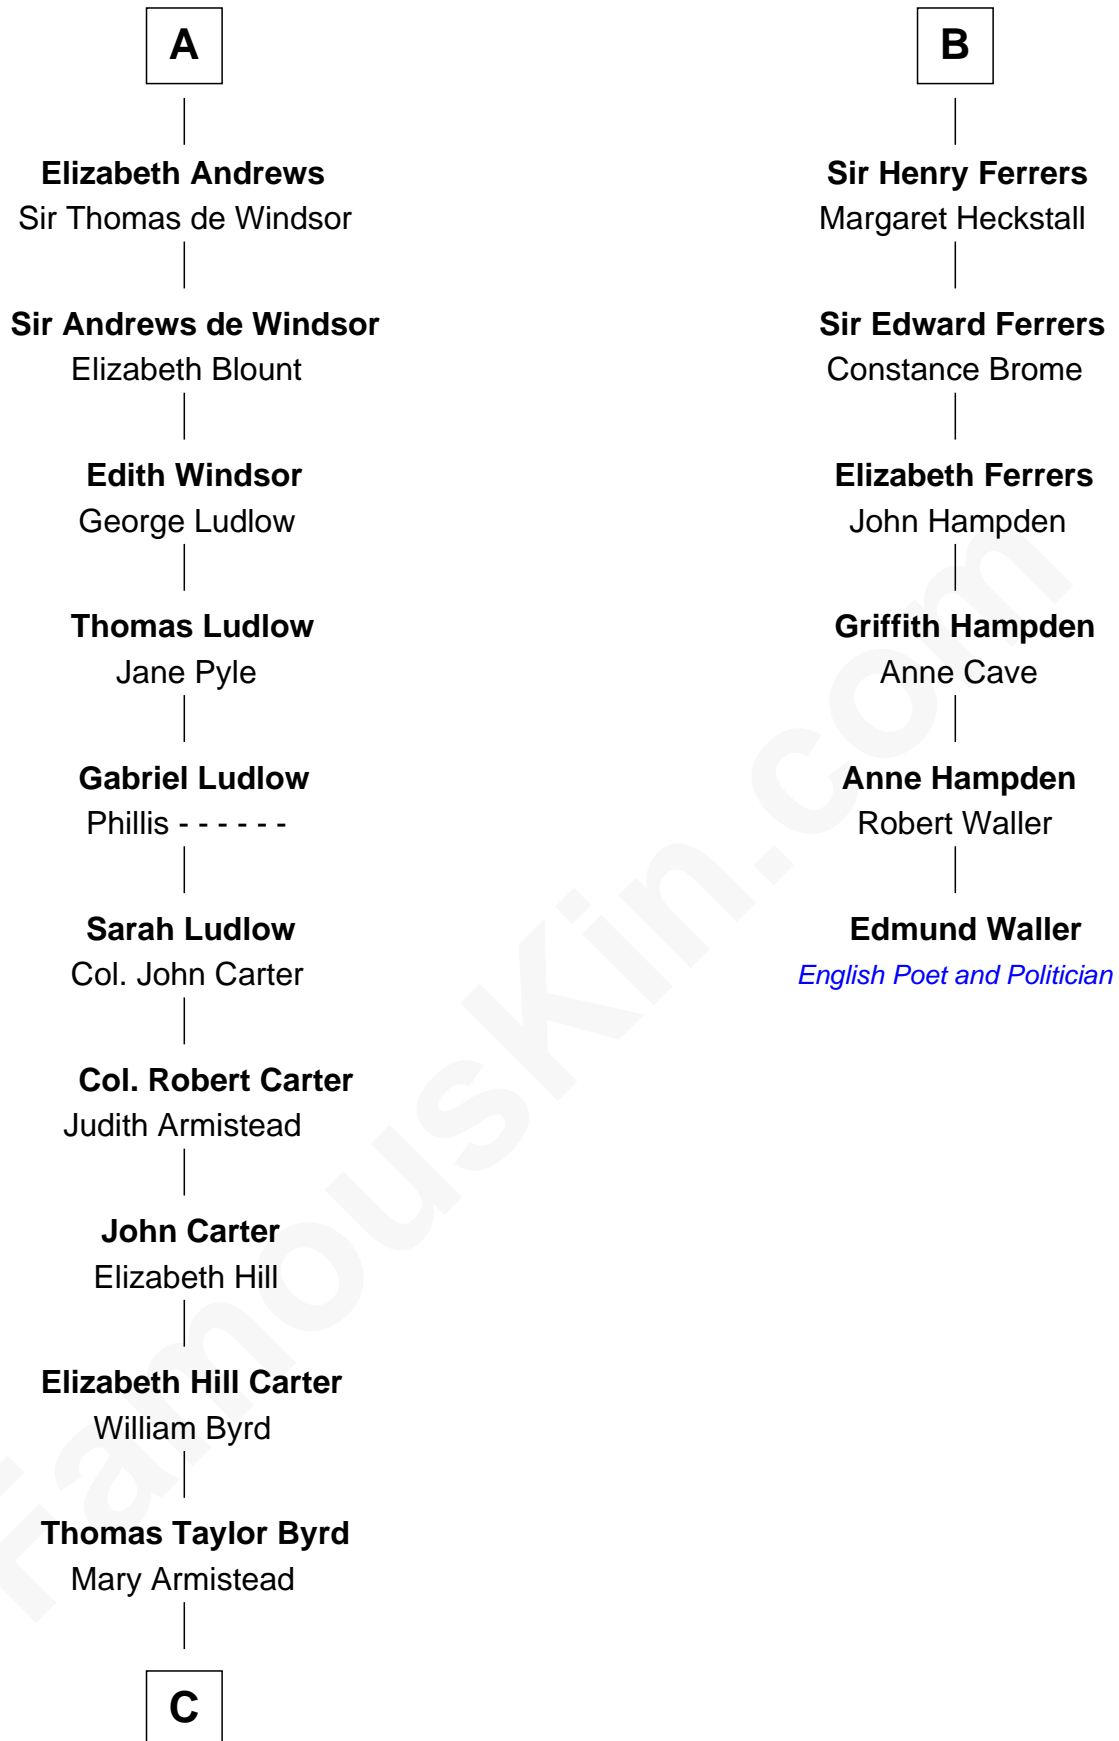 A
Elizabeth Andrews
Sir Thomas de Windsor
Sir Andrews de Windsor
Elizabeth Blount
Edith Windsor
George Ludlow
Thomas Ludlow
Jane Pyle
Gabriel Ludlow
Phillis - - - - - -
Sarah Ludlow
Col. John Carter
Col. Robert Carter
Judith Armistead
John Carter
Elizabeth Hill
Elizabeth Hill Carter
William Byrd
Thomas Taylor Byrd
Mary Armistead
C
B
Sir Henry Ferrers
Margaret Heckstall
Sir Edward Ferrers
Constance Brome
Elizabeth Ferrers
John Hampden
Griffith Hampden
Anne Cave
Anne Hampden
Robert Waller
Edmund Waller
English Poet and Politician
FamousKin.com